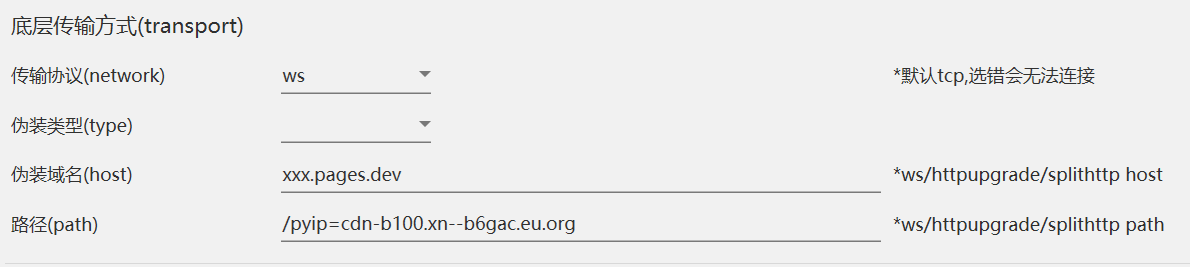 底层传输方式(transport)
传输协议(network) ws *默认tcp,选错会无法连接
伪装类型(type)
伪装域名(host) xxx.pages.dev *ws/httpupgrade/splithttp host
路径(path) /pyip=cdn-b100.xn--b6gac.eu.org *ws/httpupgrade/splithttp path